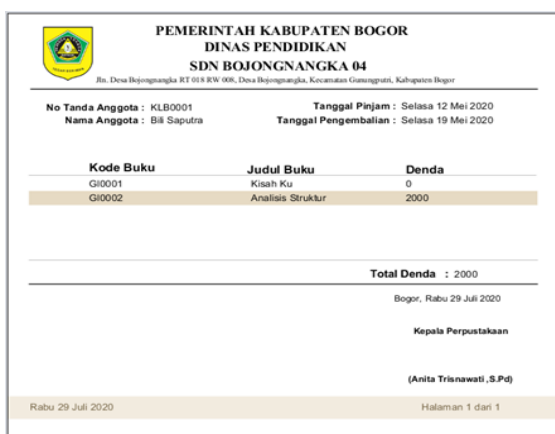 PEMERINTAH KABUPATEN BOGOR
DINAS PENDIDIKAN
SDN BOJONGNANGKA 04
Jln. Desa Bojongnangka RT 018 RW 008, Desa Bojongnangka, Kecamatan Gunungputri, Kabupaten Bogor
No Tanda Anggota : KLB0001 Tanggal Pinjam : Selasa 12 Mei 2020
Nama Anggota : Bili Saputra Tanggal Pengembalian : Selasa 19 Mei 2020
Kode Buku Judul Buku Denda
GI0001 Kisah Ku 0
GI0002 Analisis Struktur 2000
Total Denda : 2000
Bogor, Rabu 29 Juli 2020
Kepala Perpustakaan
(Anita Trisnawati ,S.Pd)
Rabu 29 Juli 2020 Halaman 1 dari 1